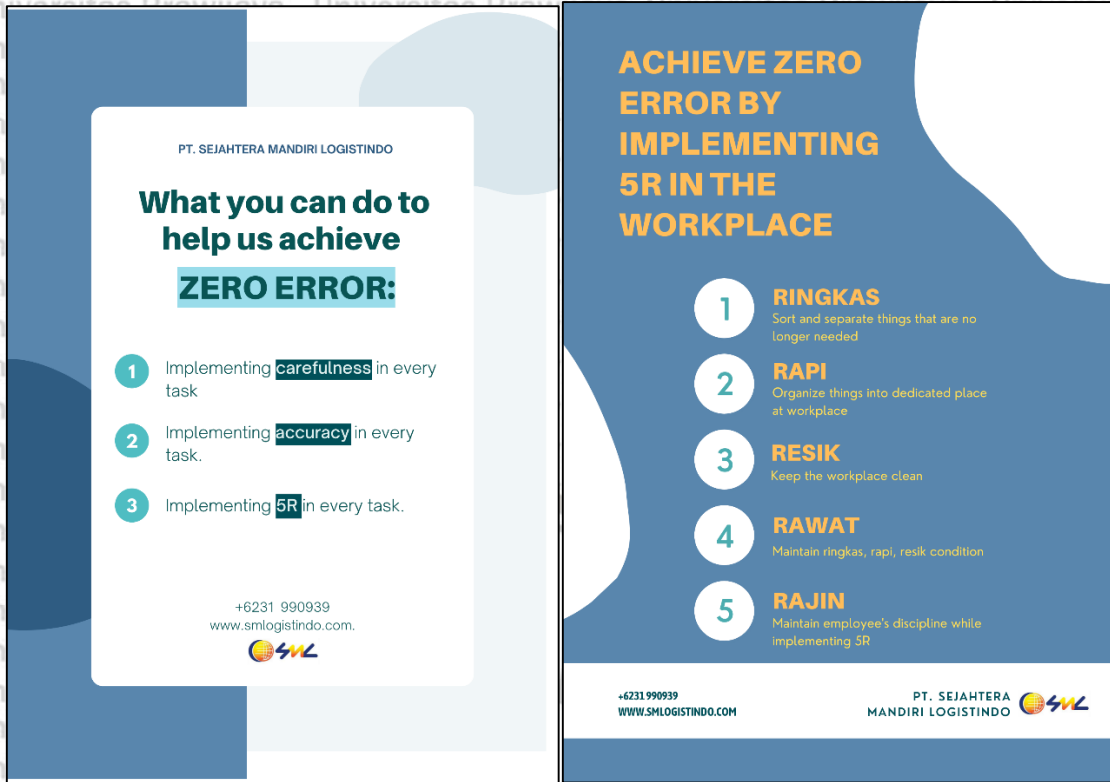 Universitas Brawijaya
PT. SEJAHTERA MANDIRI LOGISTINDO
What you can do to
help us achieve
ZERO ERROR:
1
Implementing carefulness in every
task
2
Implementing accuracy in every
task.
3
Implementing 5R in every task.
+6231 990939
www.smlogistindo.com.
SML
ACHIEVE ZERO
ERROR BY
IMPLEMENTING
5R IN THE
WORKPLACE
1
RINGKAS
Sort and separate things that are no
longer needed
2
RAPI
Organize things into dedicated place
at workplace
3
RESIK
Keep the workplace clean
4
RAWAT
Maintain ringkas, rapi, resik condition
5
RAJIN
Maintain employee's discipline while
implementing 5R
+6231 990939
WWW.SMLOGISTINDO.COM
PT. SEJAHTERA
MANDIRI LOGISTINDO
SML